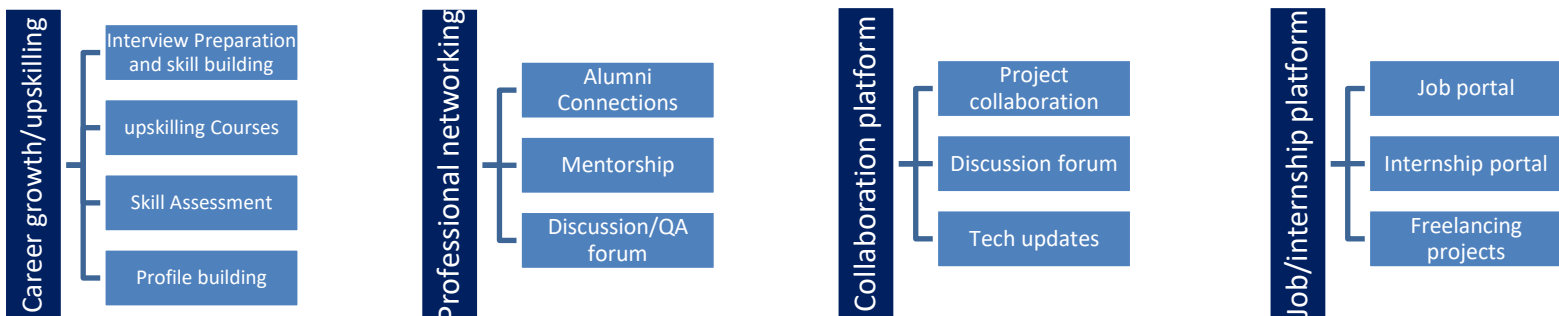 Career growth/upskilling
Interview Preparation
and skill building
upskilling Courses
Skill Assessment
Profile building
Professional networking
Alumni
Connections
Mentorship
Discussion/QA
forum
Collaboration platform
Project
collaboration
Discussion forum
Tech updates
Job/internship platform
Job portal
Internship portal
Freelancing
projects